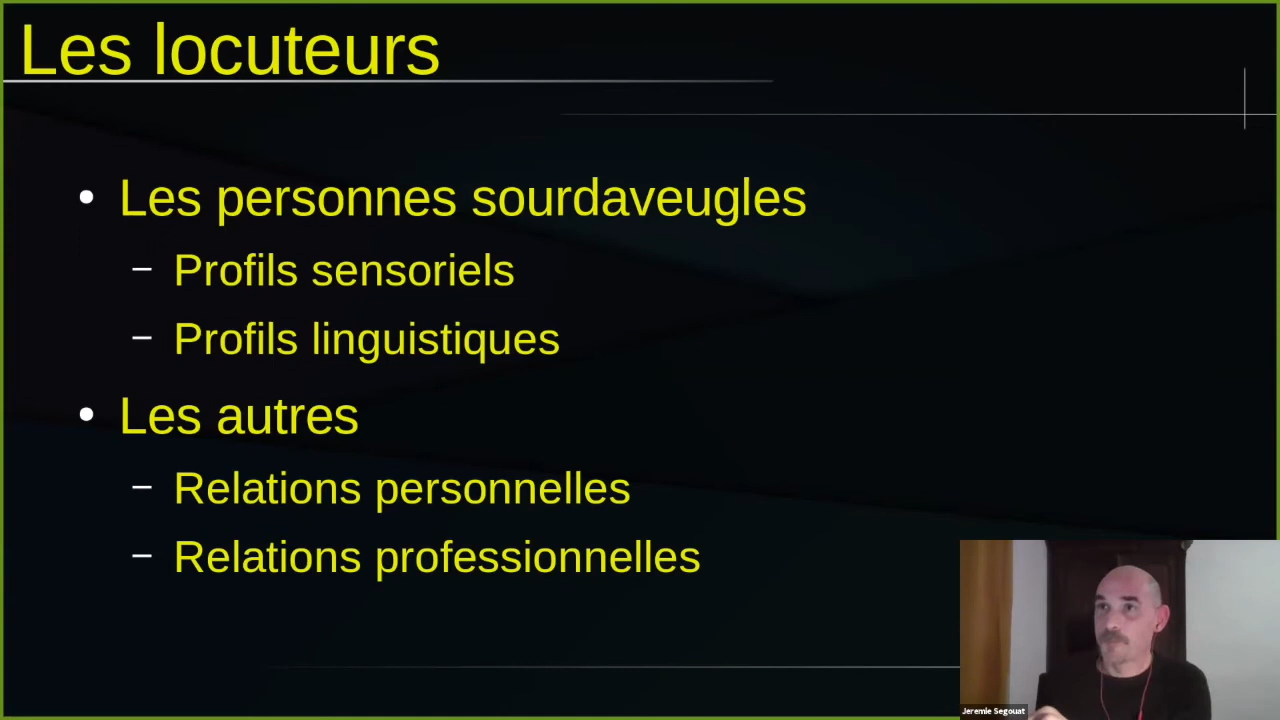 Les locuteurs
Les personnes sourdaveugles
Profils sensoriels
Profils linguistiques
Les autres
Relations personnelles
Relations professionnelles
Jeremie Segouat